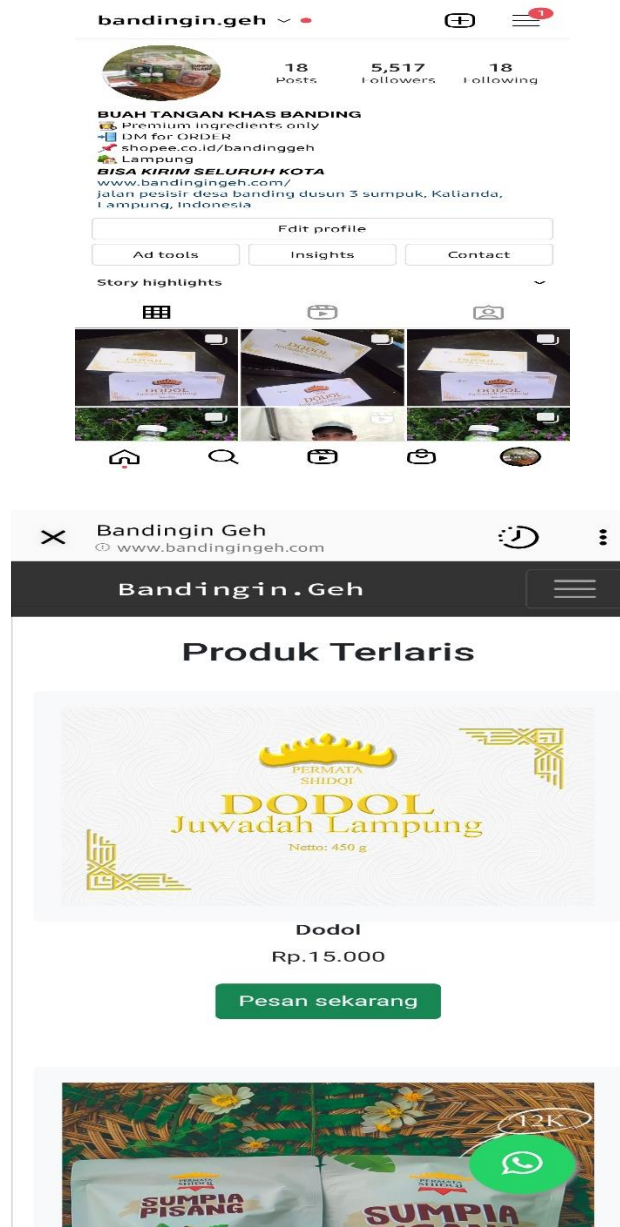 bandingin.geh
1
18 5,517 18
Posts Followers Following
BUAH TANGAN KHAS BANDING
Premium ingredients only
DM for ORDER
shopee.co.id/bandinggeh
Lampung
BISA KIRIM SELURUH KOTA
www.bandingingeh.com/
jalan pesisir desa banding dusun 3 sumpuk, Kalianda,
Lampung, Indonesia
Edit profile
Ad tools Insights Contact
Story highlights
DODOL DODOL DODOL
Bandingin Geh
www.bandingingeh.com
Bandingin.Geh
Produk Terlaris
PERMATA
SHIDQI
DODOL
Juwadah Lampung
Netto: 450 g
Dodol
Rp.15.000
Pesan sekarang
12K
PERMATA PERMATA
SHIDQI SHIDQI
SUMPIA SUMPIA
PISANG